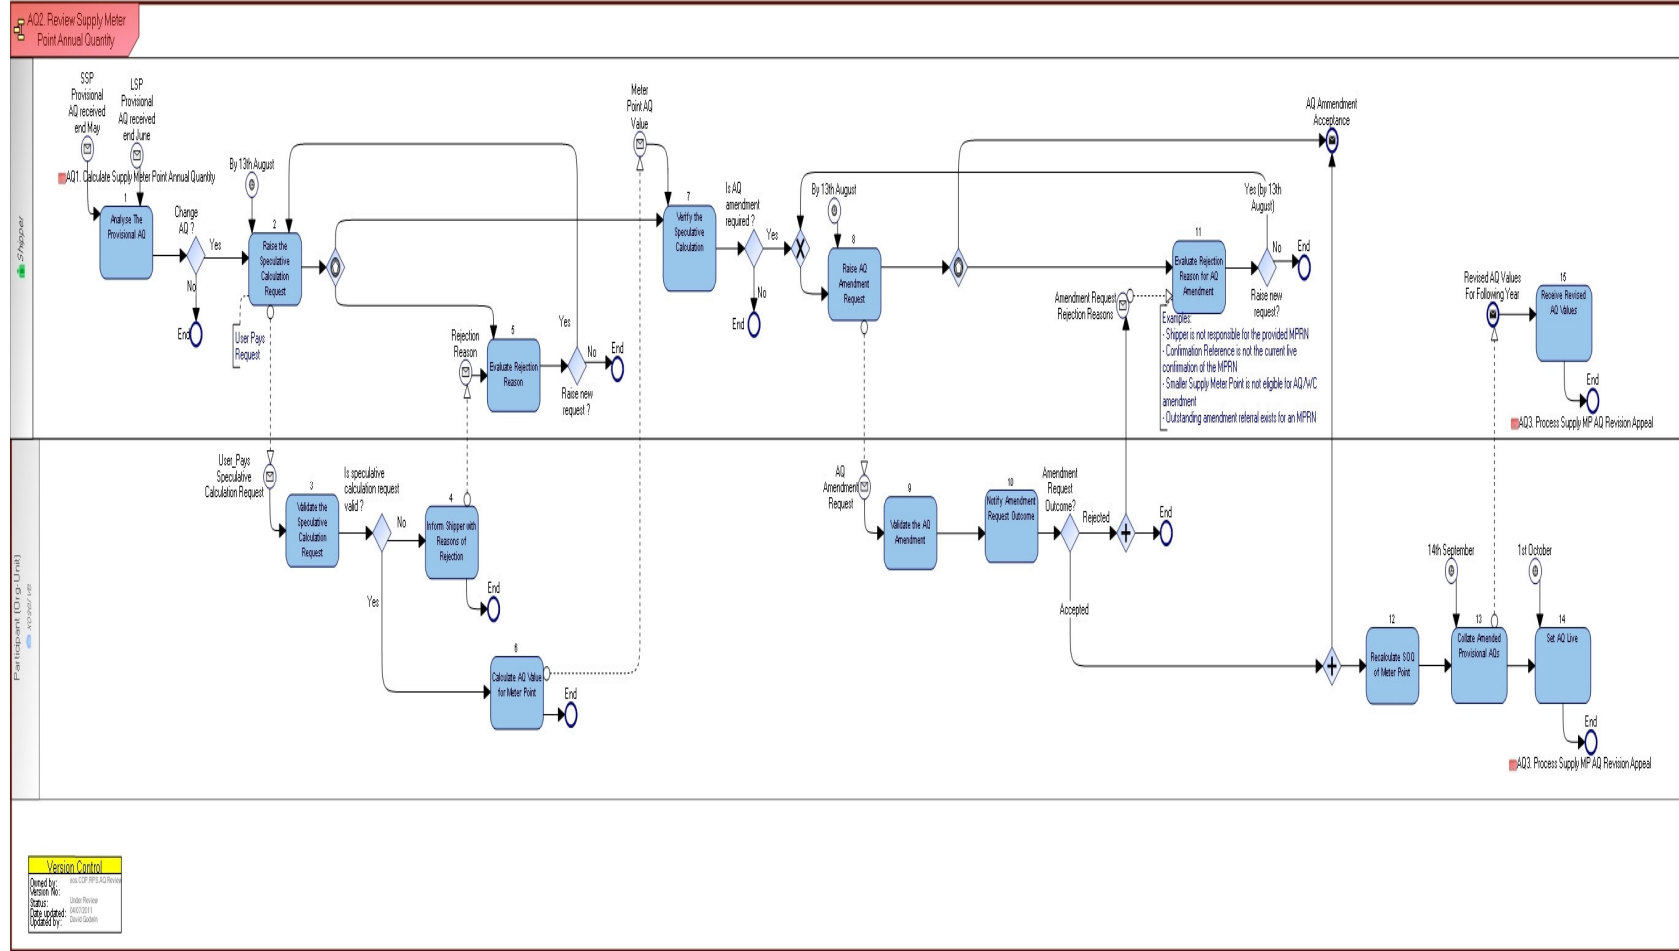 AQ2. Review Supply Meter
Point Annual Quantity
Shipper
SSP
Provisional
AQ received
end May
LSP
Provisional
AQ received
end June
AQ1. Calculate Supply Meter Point Annual Quantity
1
Analyse The
Provisional AQ
Change
AQ ?
Yes
No
End
By 13th August
2
Raise the
Speculative
Calculation
Request
User Pays
Request
5
Evaluate Rejection
Reason
Rejection
Reason
Yes
No
End
Raise new
request ?
Meter
Point AQ
Value
7
Verify the
Speculative
Calculation
Is AQ
amendment
required ?
Yes
No
End
By 13th August
8
Raise AQ
Amendment
Request
Amendment Request
Rejection Reasons
11
Evaluate Rejection
Reason for AQ
Amendment
Yes (by 13th
August)
No
End
Raise new
request?
Examples:
- Shipper is not responsible for the provided MPRN
- Confirmation Reference is not the current live
confirmation of the MPRN
- Smaller Supply Meter Point is not eligible for AQ/WC
amendment
- Outstanding amendment referral exists for an MPRN
AQ Ammendment
Acceptance
Revised AQ Values
For Following Year
15
Receive Revised
AQ Values
End
AQ3. Process Supply MP AQ Revision Appeal
Participant (Org-Unit)
xoserve
User_Pays
Speculative
Calculation Request
3
Validate the
Speculative
Calculation
Request
Is speculative
calculation request
valid ?
No
Yes
4
Inform Shipper with
Reasons of
Rejection
End
6
Calculate AQ Value
for Meter Point
End
AQ
Amendment
Request
9
Validate the AQ
Amendment
10
Notify Amendment
Request Outcome
Amendment
Request
Outcome?
Rejected
End
Accepted
12
Recalculate SOQ
of Meter Point
14th September
13
Collate Amended
Provisional AQs
1st October
14
Set AQ Live
End
AQ3. Process Supply MP AQ Revision Appeal
Version Control
Owned by: xos.COP.RPS.AQ Review
Version No:
Status: Under Review
Date updated: 04/07/2011
Updated by: David Godwin